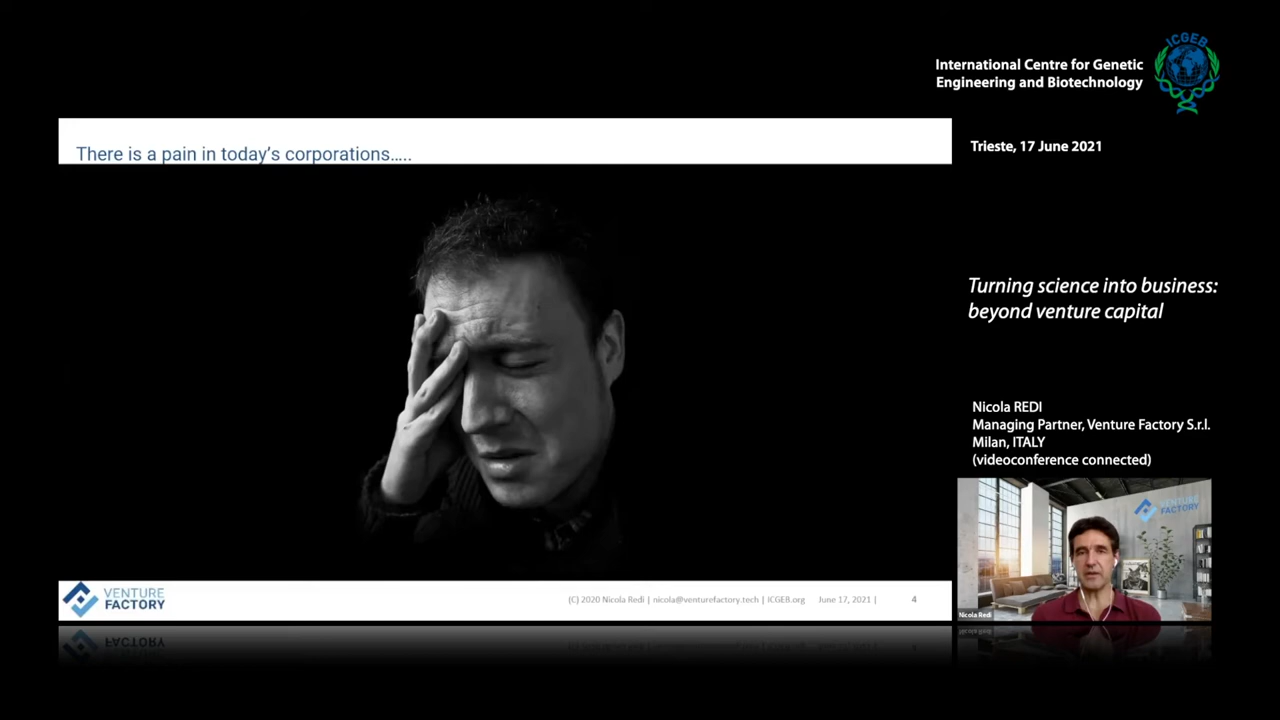 International Centre for Genetic
Engineering and Biotechnology
ICGEB
Trieste, 17 June 2021
There is a pain in today's corporations.....
Turning science into business:
beyond venture capital
Nicola REDI
Managing Partner, Venture Factory S.r.l.
Milan, ITALY
(videoconference connected)
VENTURE
FACTORY
Nicola Redi
VENTURE
FACTORY
(C) 2020 Nicola Redi | nicola@venturefactory.tech | ICGEB.org June 17, 2021 | 4